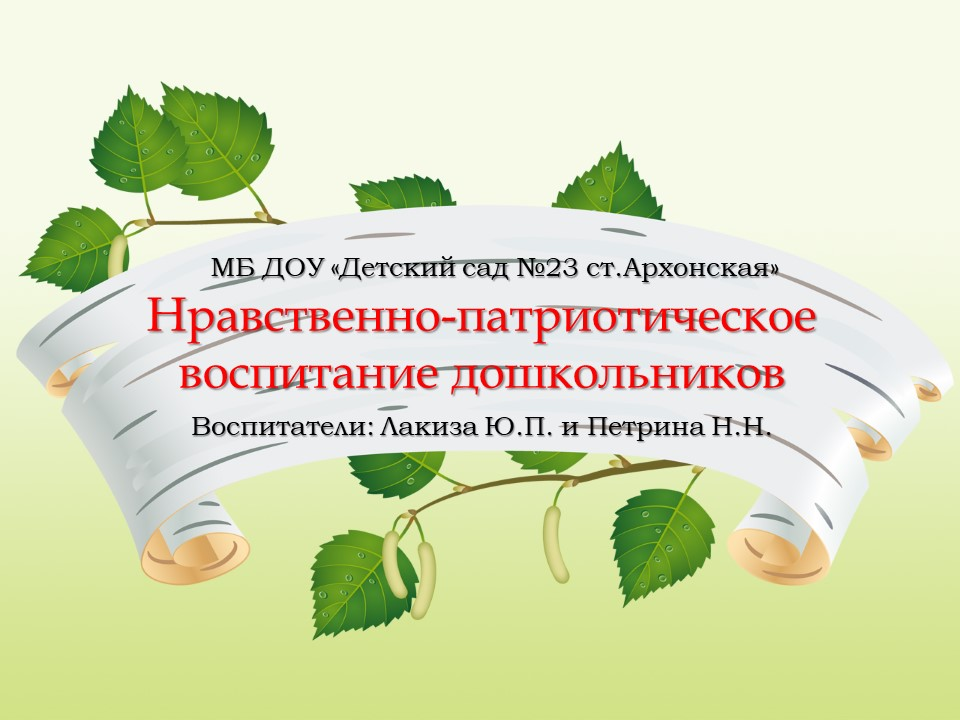 МБ ДОУ «Детский сад №23 ст.Архонская»
Нравственно-патриотическое
воспитание дошкольников
Воспитатели: Лакиза Ю.П. и Петрина Н.Н.